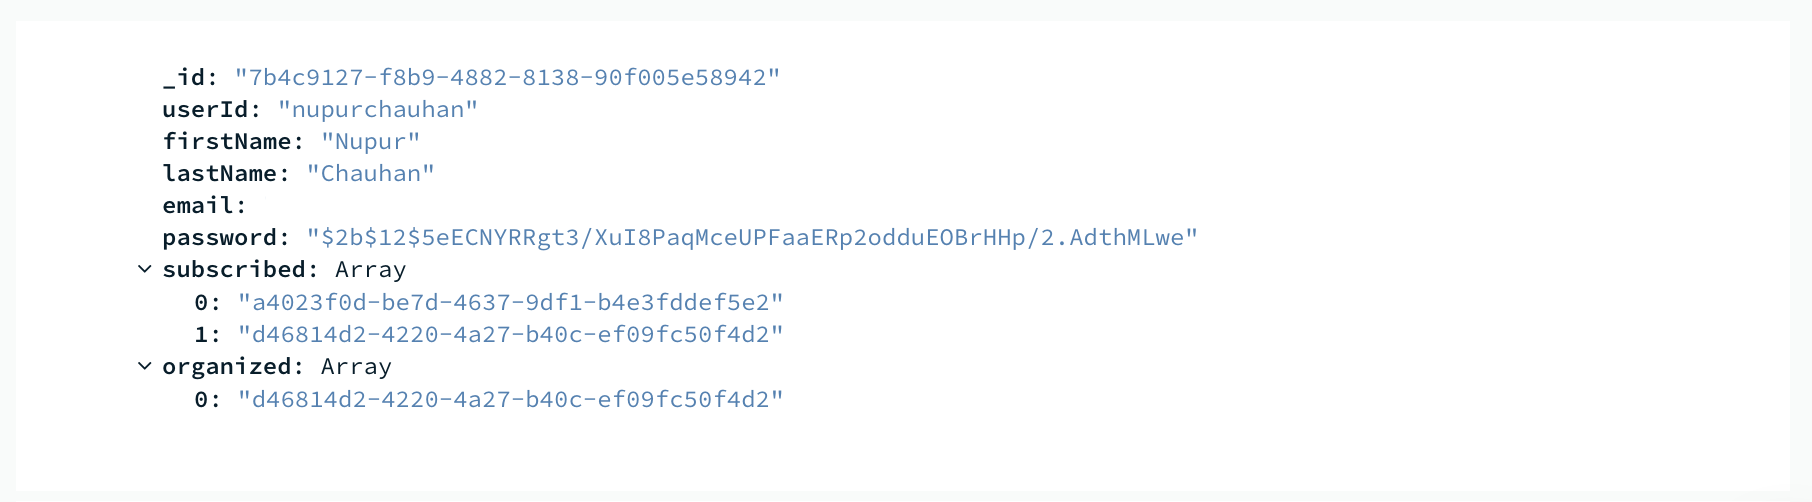 _id: "7b4c9127-f8b9-4882-8138-90f005e58942"
userId: "nupurchauhan"
firstName: "Nupur"
lastName: "Chauhan"
email:
password: "$2b$12$5eECNYRRgt3/XuI8PaqMceUPFaaERp2odduEOBrHHp/2.AdthMLwe"
subscribed: Array
0: "a4023f0d-be7d-4637-9df1-b4e3fddef5e2"
1: "d46814d2-4220-4a27-b40c-ef09fc50f4d2"
organized: Array
0: "d46814d2-4220-4a27-b40c-ef09fc50f4d2"